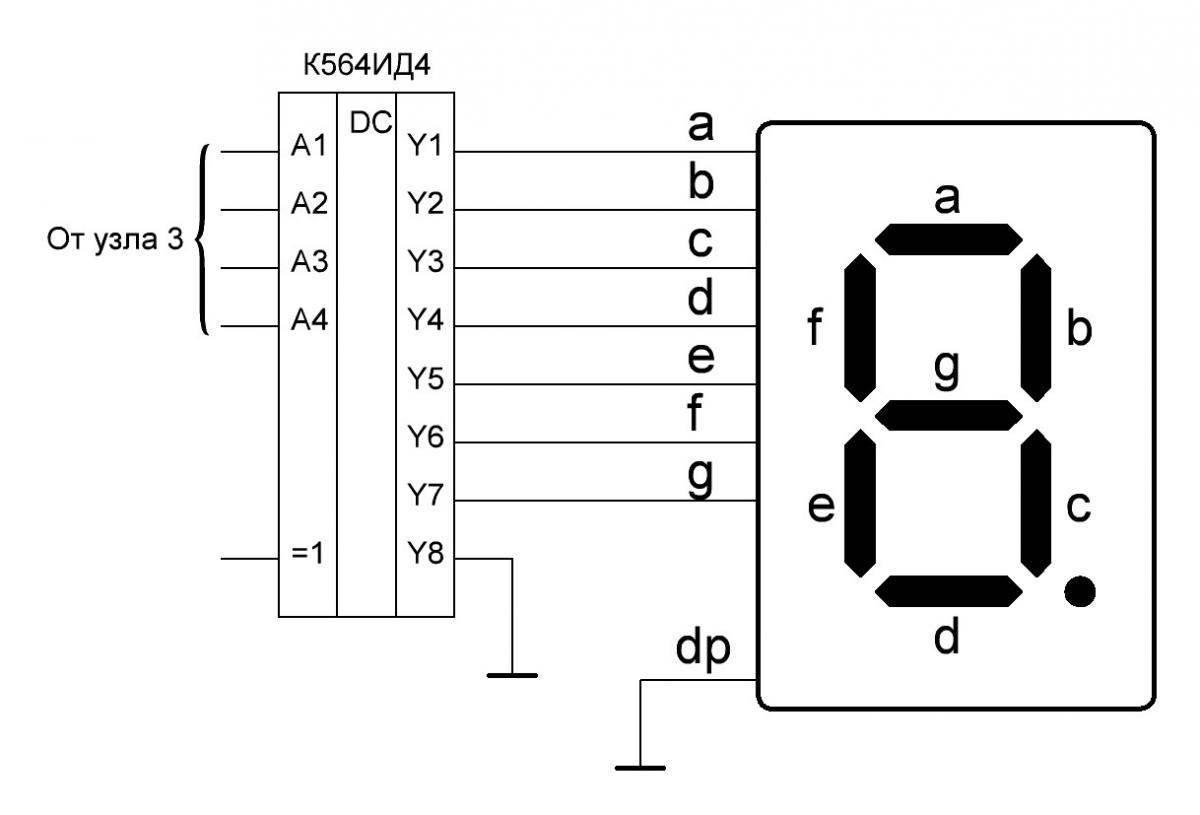 К564ИД4
DC
A1 Y1 a
A2 Y2 b
От узла 3
A3 Y3 c
A4 Y4 d
Y5 e
Y6 f
Y7 g
=1 Y8
dp
a
f b
g
e c
d